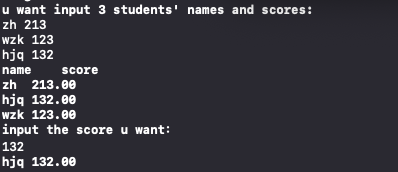 u want input 3 students' names and scores:
zh 213
wzk 123
hjq 132
name    score
zh  213.00
hjq 132.00
wzk 123.00
input the score u want:
132
hjq 132.00